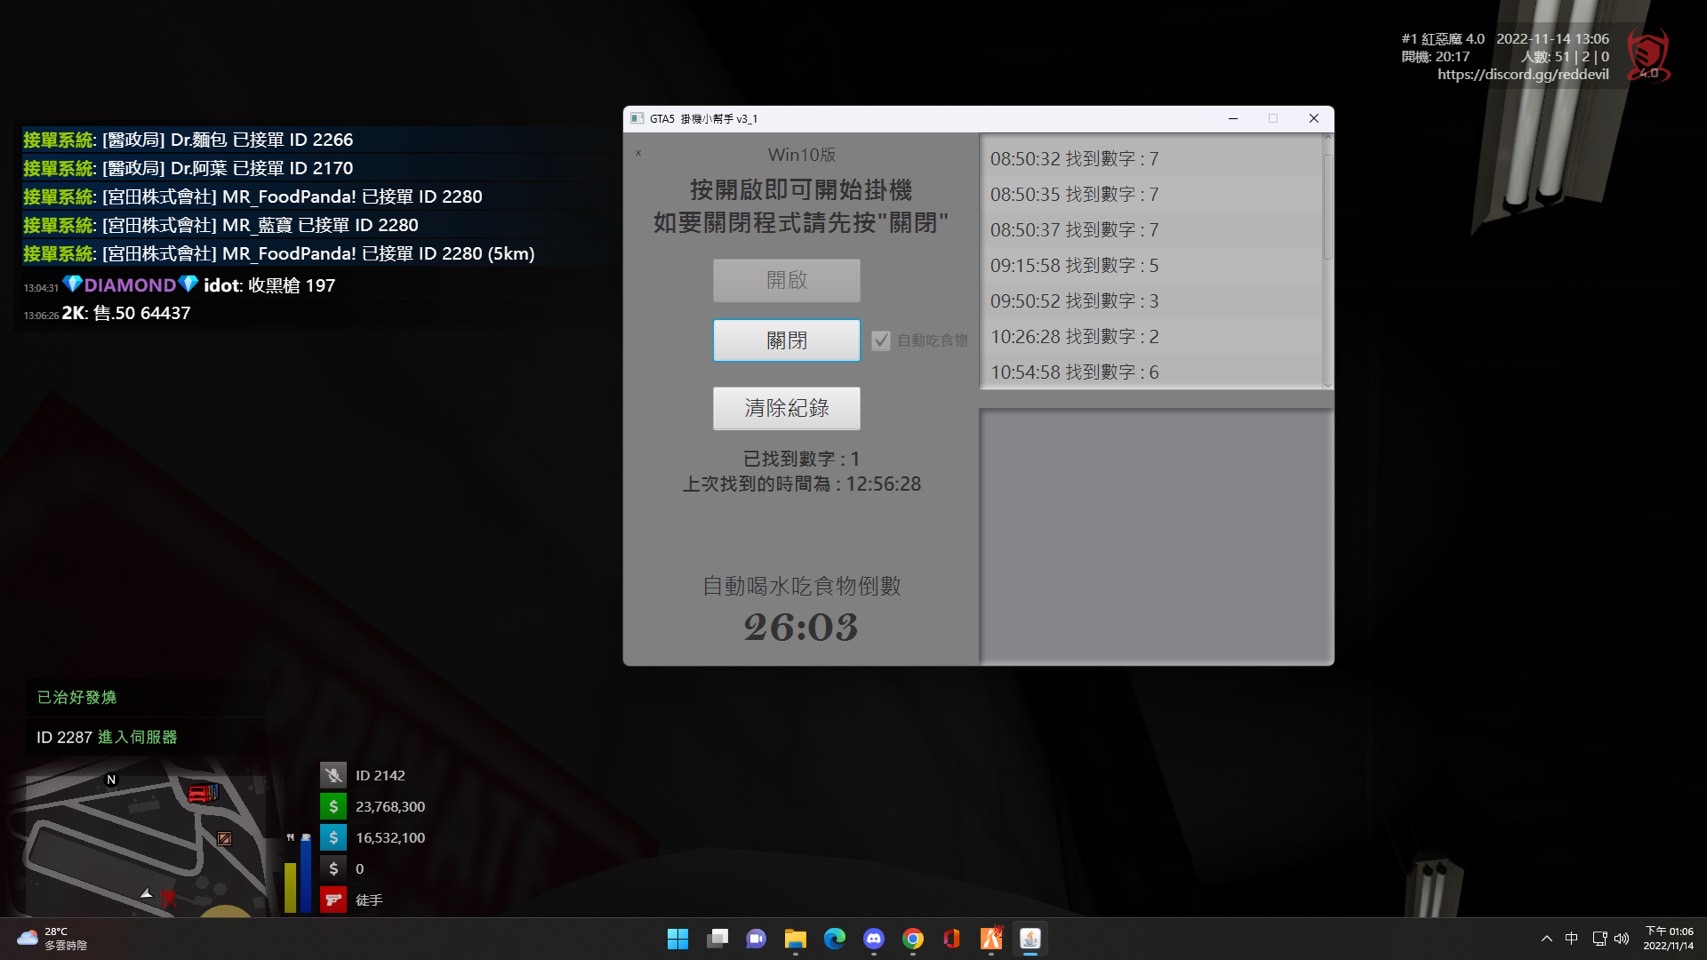 #1 紅惡魔 4.0 2022-11-14 13:06
開機: 20:17 人數: 51 | 2 | 0
https://discord.gg/reddevil
4.0
接單系統: [醫政局] Dr.麵包 已接單 ID 2266
接單系統: [醫政局] Dr.阿葉 已接單 ID 2170
接單系統: [宮田株式會社] MR_FoodPanda! 已接單 ID 2280
接單系統: [宮田株式會社] MR_藍寶 已接單 ID 2280
接單系統: [宮田株式會社] MR_FoodPanda! 已接單 ID 2280 (5km)
13:04:31 💎DIAMOND💎 idot: 收黑槍 197
13:06:26 2K: 售.50 64437
GTA5 掛機小幫手 v3_1
x
Win10版
按開啟即可開始掛機
如要關閉程式請先按"關閉"
開啟
關閉
自動吃食物
清除紀錄
已找到數字 : 1
上次找到的時間為 : 12:56:28
自動喝水吃食物倒數
26:03
08:50:32 找到數字 : 7
08:50:35 找到數字 : 7
08:50:37 找到數字 : 7
09:15:58 找到數字 : 5
09:50:52 找到數字 : 3
10:26:28 找到數字 : 2
10:54:58 找到數字 : 6
已治好發燒
ID 2287 進入伺服器
N
ID 2142
$ 23,768,300
$ 16,532,100
$ 0
徒手
28°C
多雲時陰
中
下午 01:06
2022/11/14